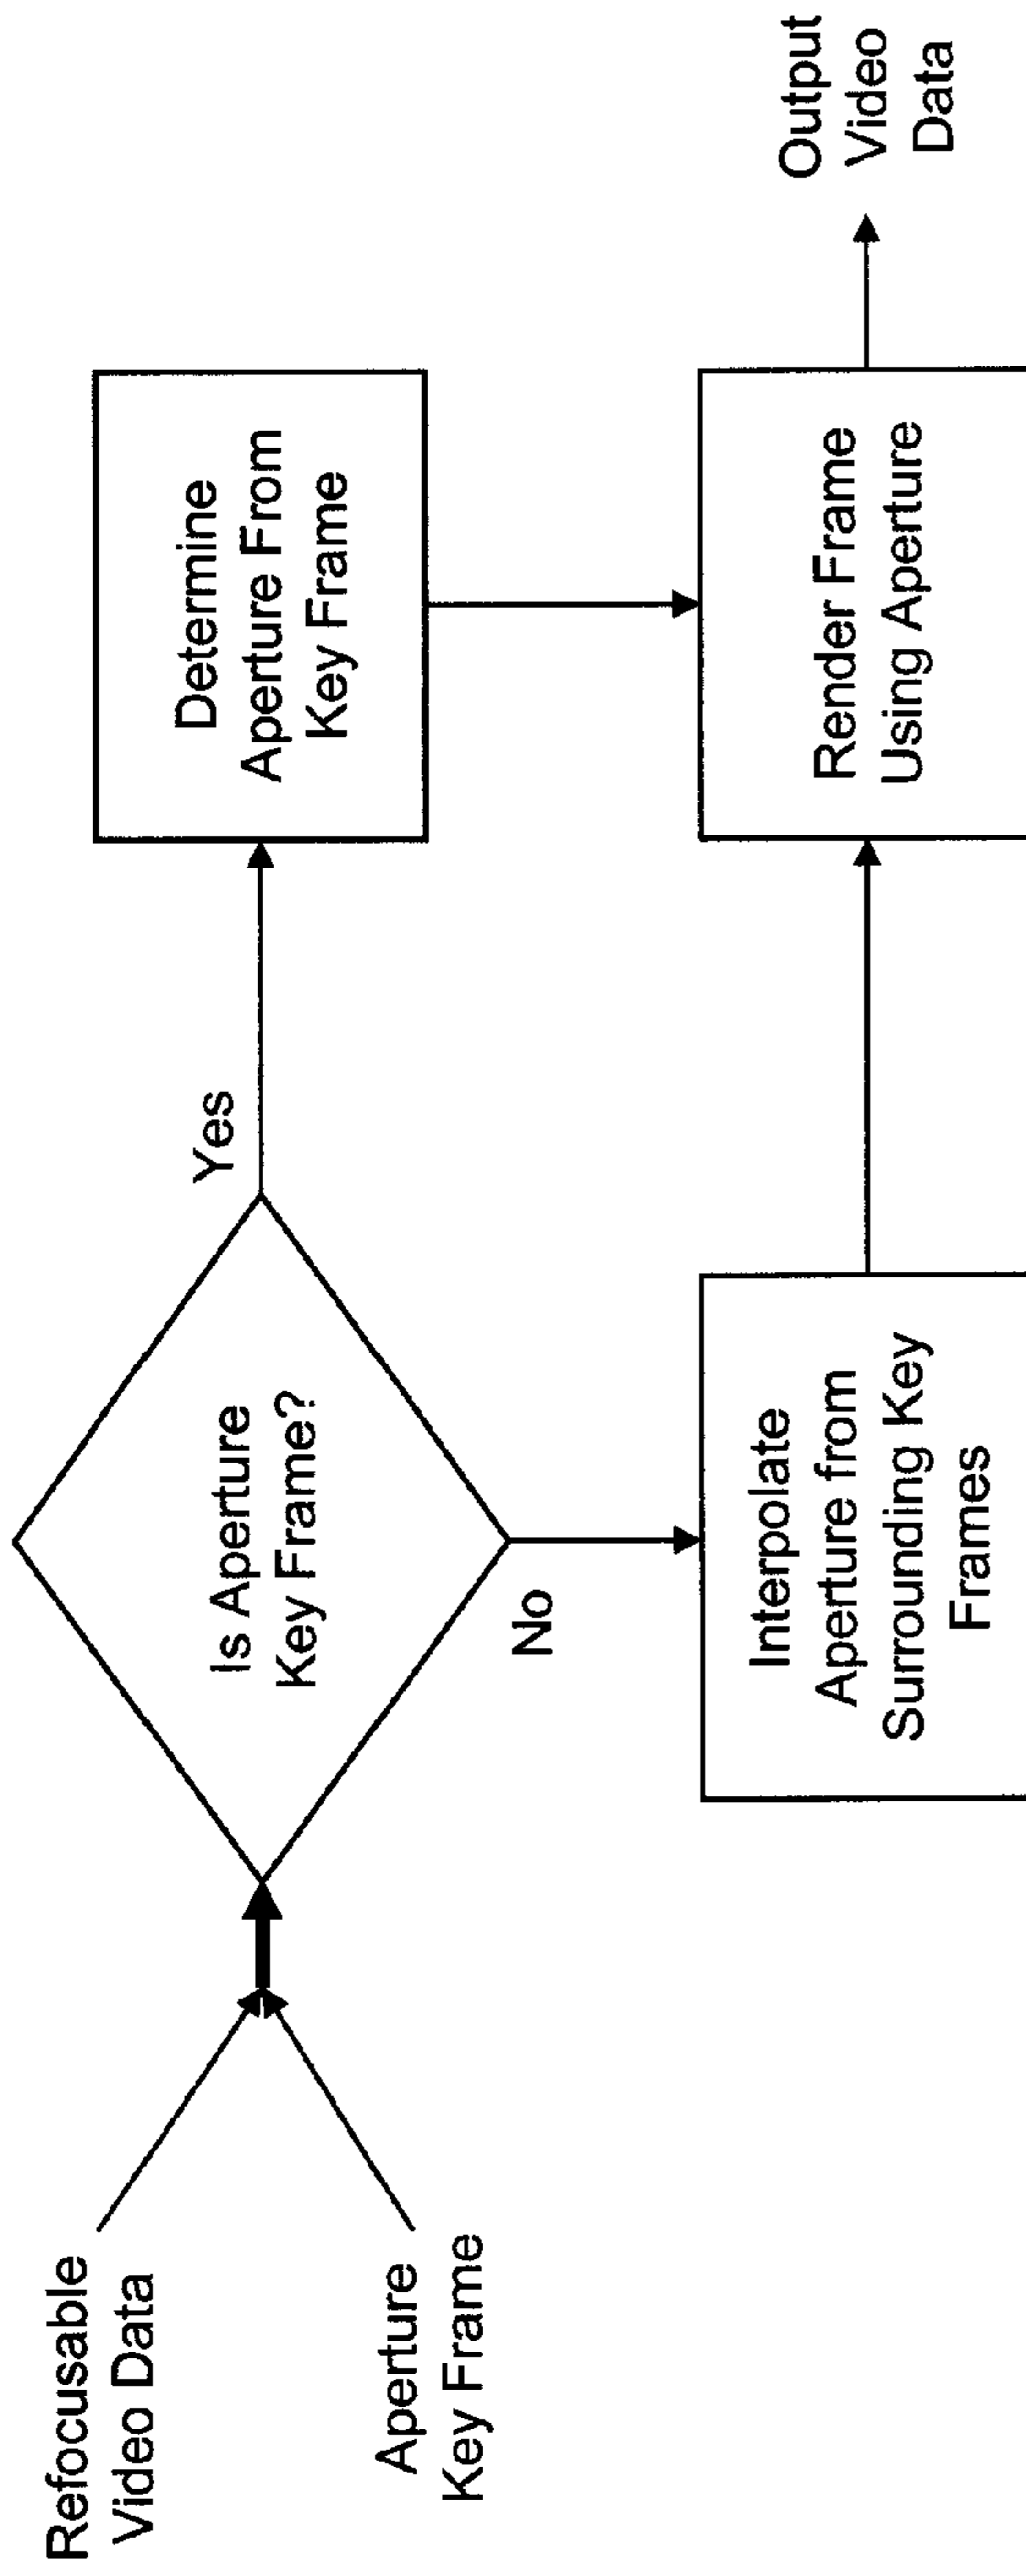 Refocusable
Video Data
Aperture
Key Frame
Is Aperture
Key Frame?
Yes
No
Determine
Aperture From
Key Frame
Interpolate
Aperture from
Surrounding Key
Frames
Render Frame
Using Aperture
Output
Video
Data